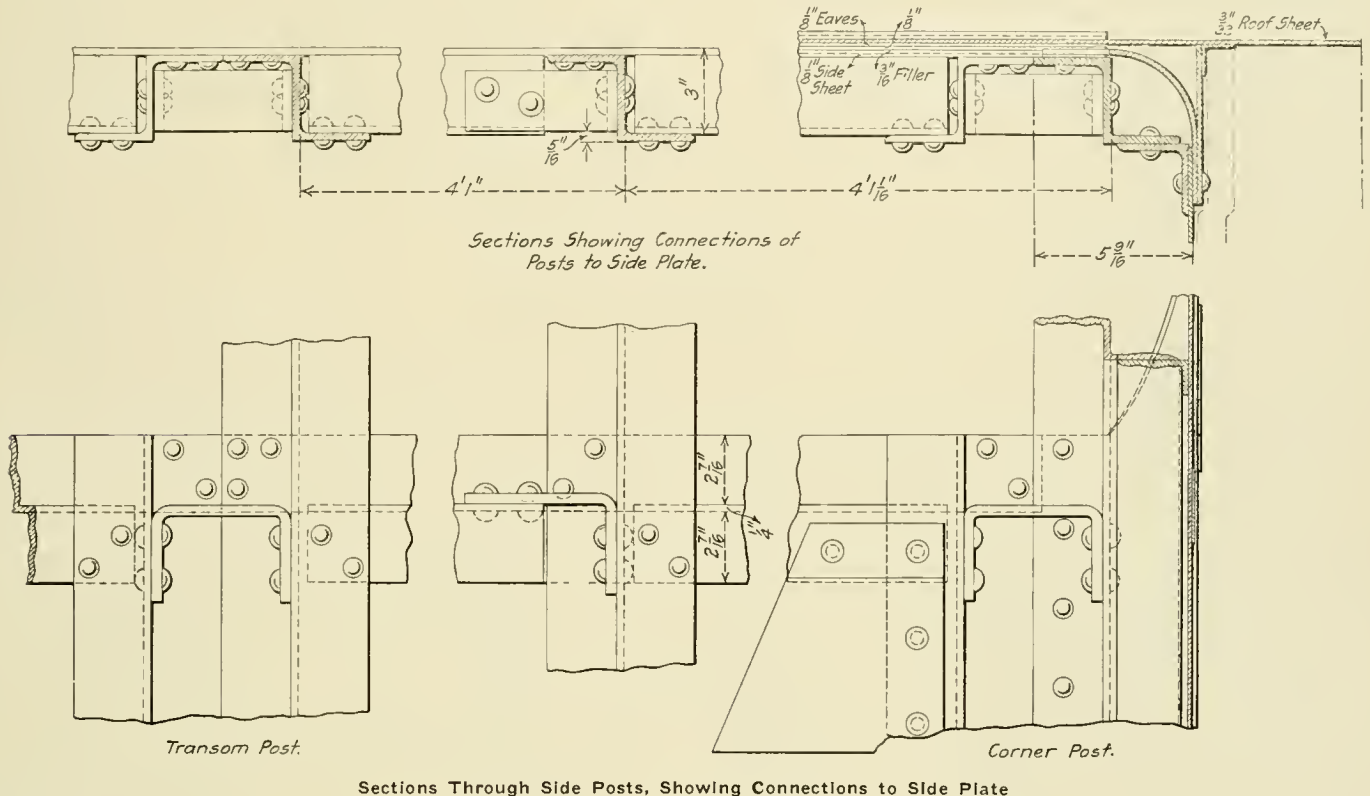 1/8" Eaves
1/8"
3/32" Roof Sheet
1/8" Side
Sheet
3/16" Filler
3"
5/16"
4'1"
4'1 1/16"
5 9/16"
Sections Showing Connections of
Posts to Side Plate.
2 7/16"
1/4"
2 7/16"
Transom Post.
Corner Post.
Sections Through Side Posts, Showing Connections to Side Plate